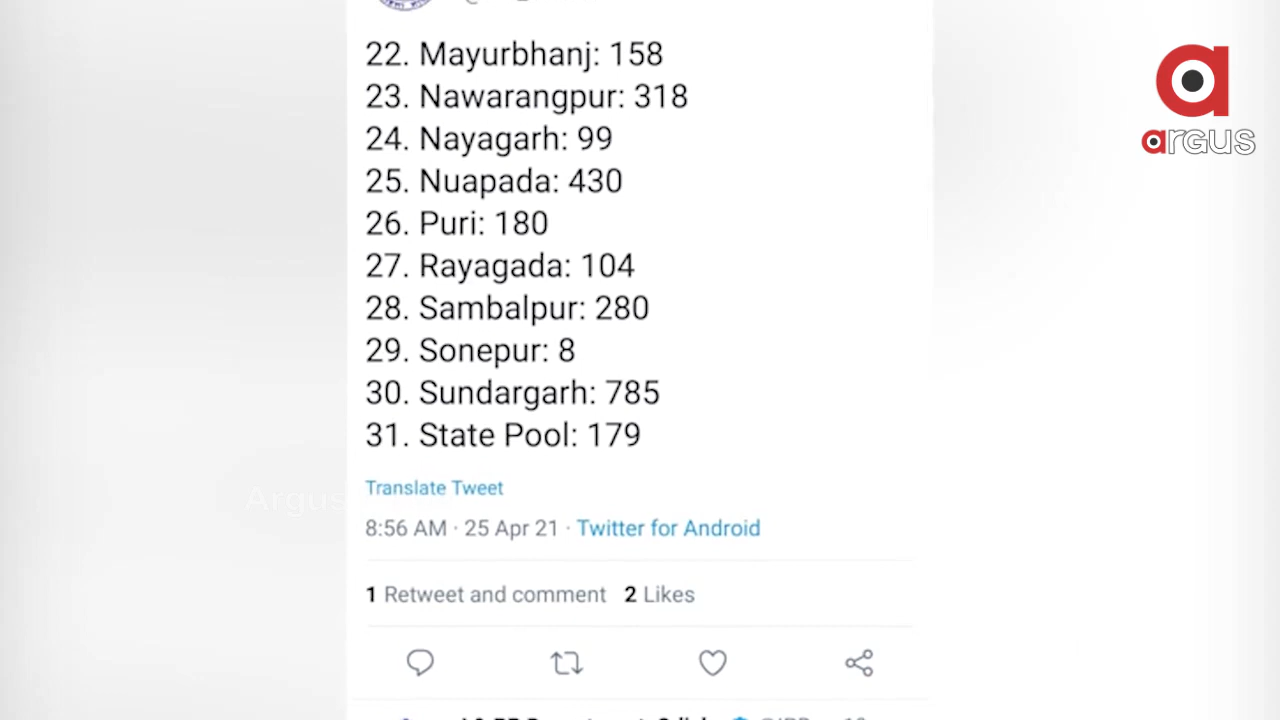 argus
22. Mayurbhanj: 158
23. Nawarangpur: 318
24. Nayagarh: 99
25. Nuapada: 430
26. Puri: 180
27. Rayagada: 104
28. Sambalpur: 280
29. Sonepur: 8
30. Sundargarh: 785
31. State Pool: 179
Argus
Translate Tweet
8:56 AM · 25 Apr 21 · Twitter for Android
1 Retweet and comment 2 Likes